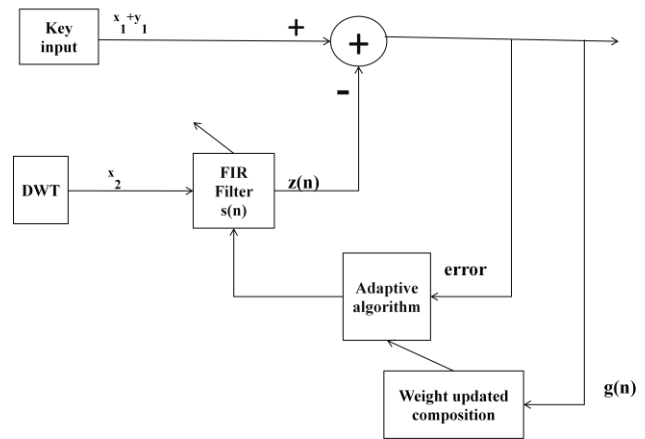 Key
input
x₁+y₁
+
+
-
DWT
x₂
FIR
Filter
s(n)
z(n)
error
Adaptive
algorithm
Weight updated
composition
g(n)